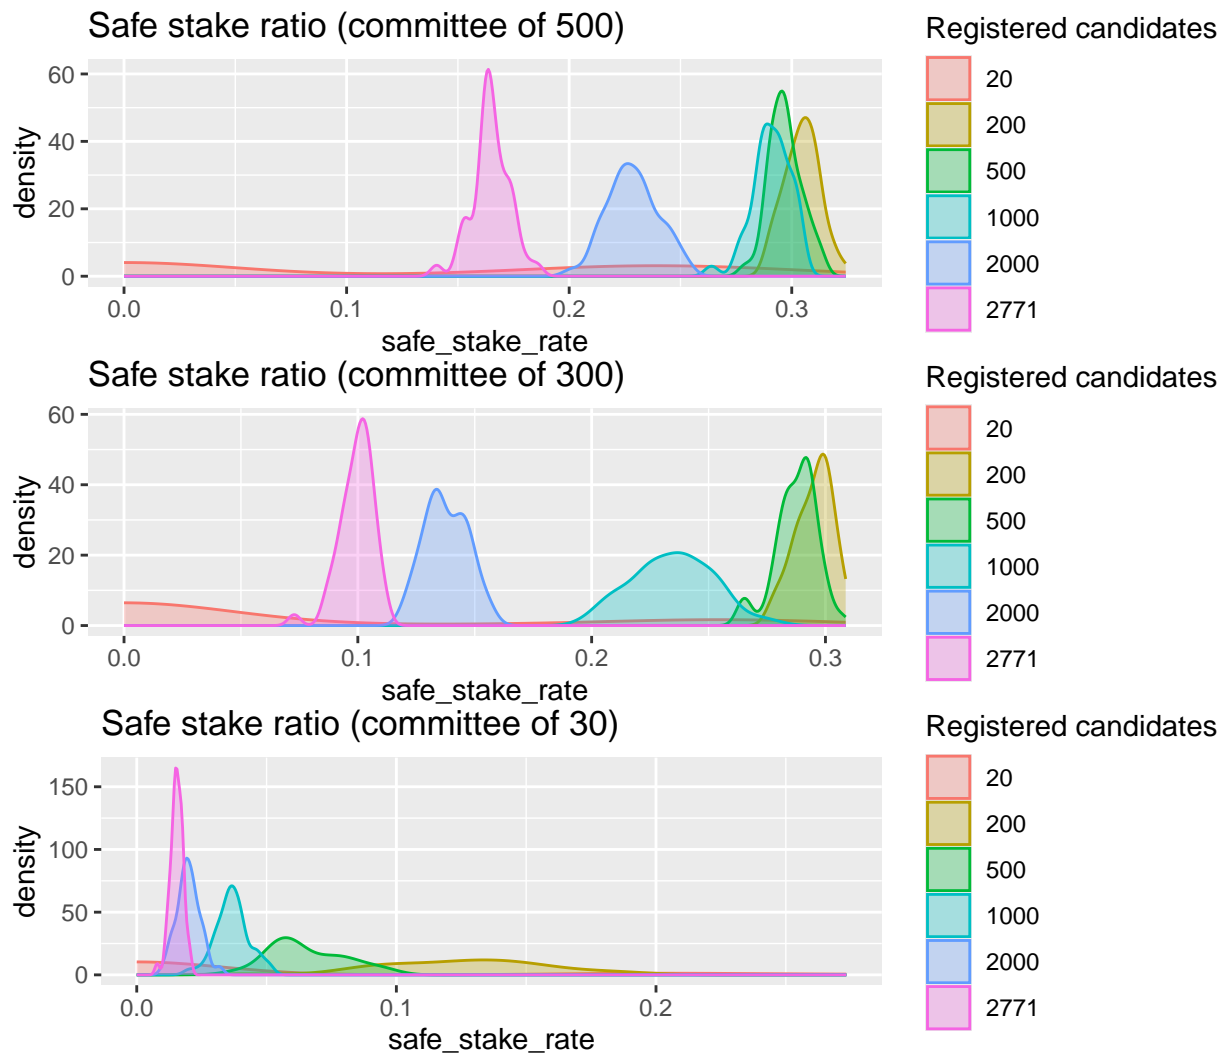 Safe stake ratio (committee of 500)
Registered candidates
20
200
500
1000
2000
2771
density
60
40
20
0
0.0 0.1 0.2 0.3
safe_stake_rate
Safe stake ratio (committee of 300)
Registered candidates
20
200
500
1000
2000
2771
density
60
40
20
0
0.0 0.1 0.2 0.3
safe_stake_rate
Safe stake ratio (committee of 30)
Registered candidates
20
200
500
1000
2000
2771
density
150
100
50
0
0.0 0.1 0.2
safe_stake_rate